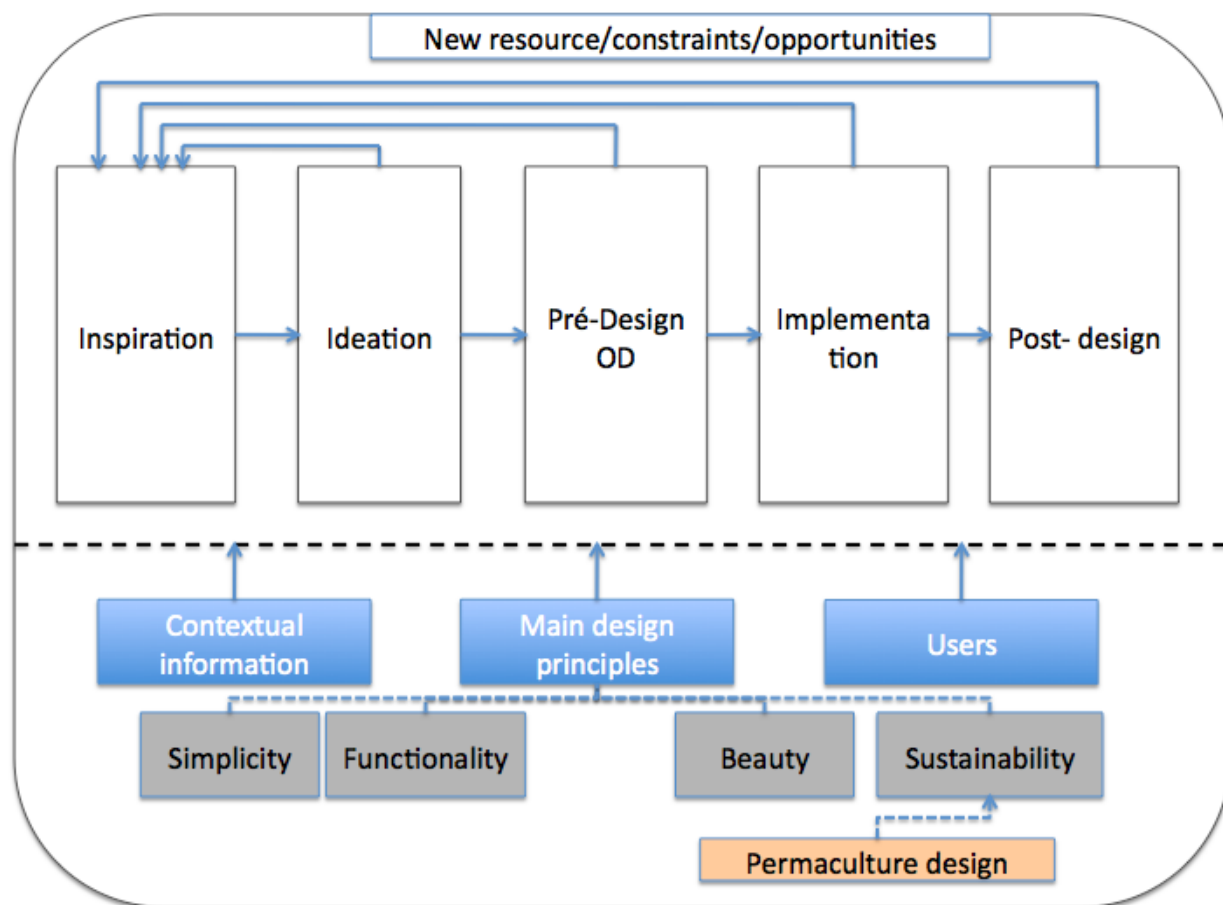 New resource/constraints/opportunities
Inspiration
Ideation
Pré-Design
OD
Implementa
tion
Post- design
Contextual
information
Main design
principles
Users
Simplicity
Functionality
Beauty
Sustainability
Permaculture design